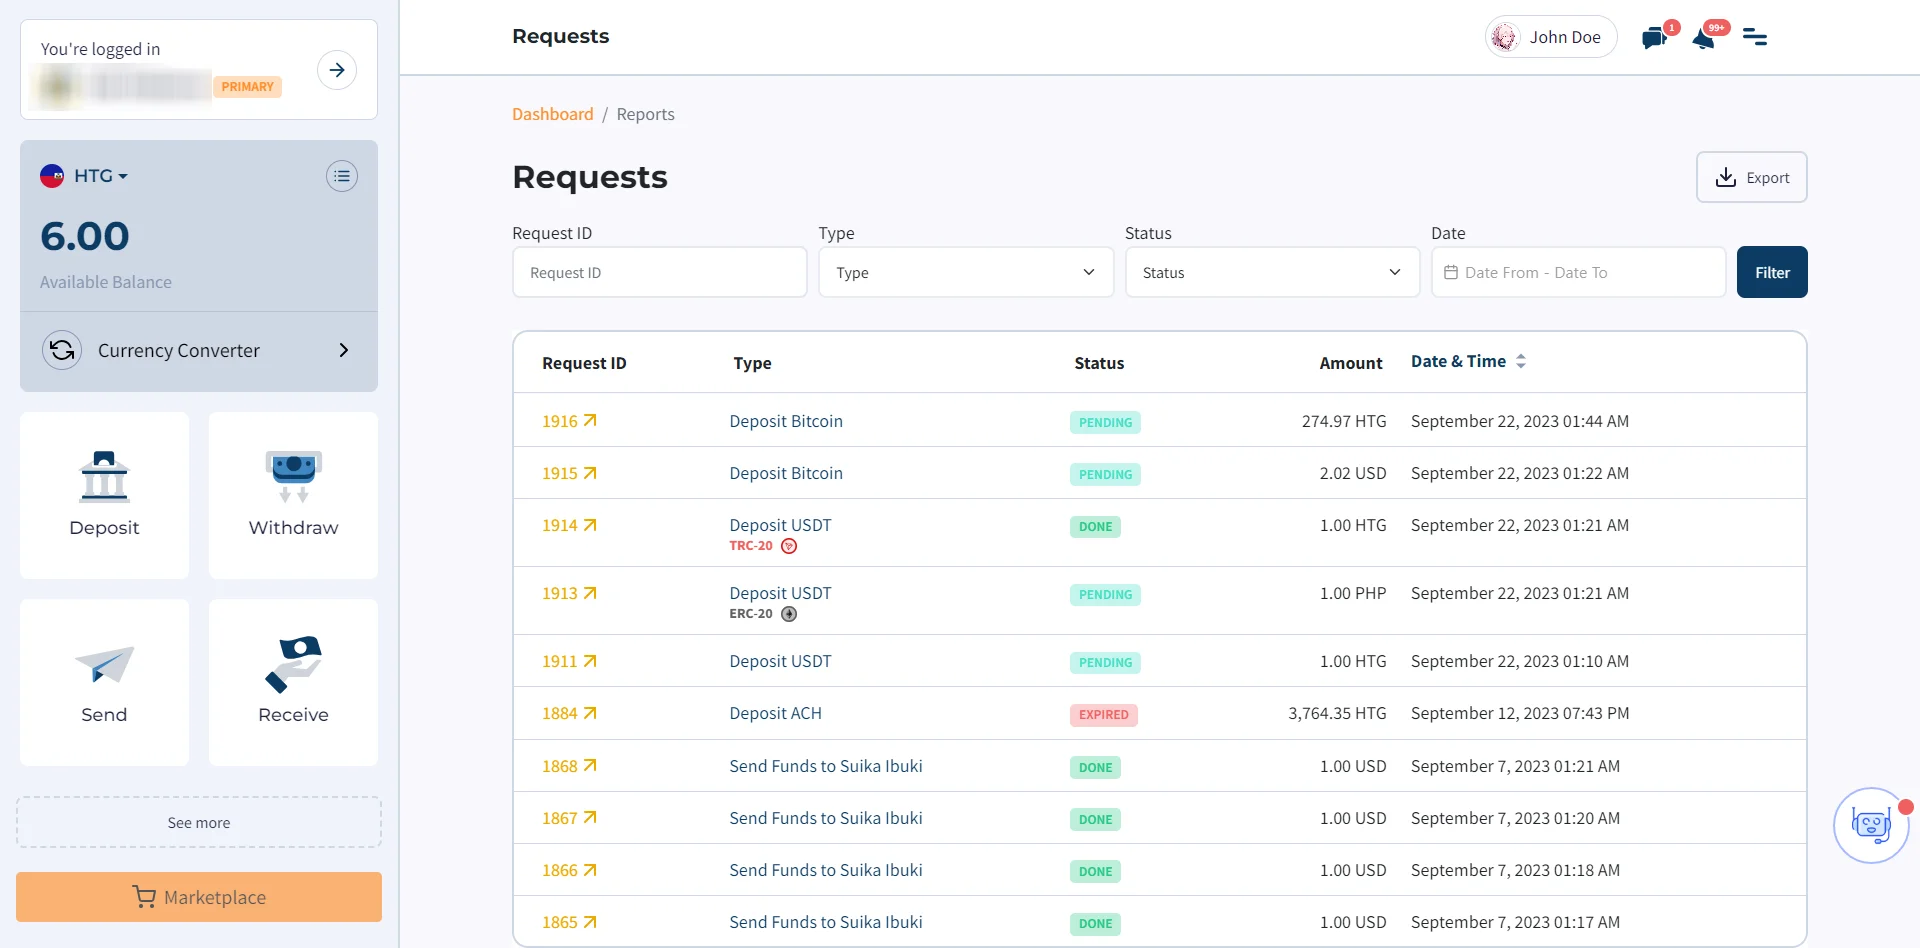 You're logged in
PRIMARY
HTG
6.00
Available Balance
Currency Converter
Deposit
Withdraw
Send
Receive
See more
Marketplace
Requests
John Doe
1
99+
Dashboard / Reports
Requests
Export
Request ID Type Status Date
Request ID Type Status Date From - Date To Filter
Request ID Type Status Amount Date & Time
1916 Deposit Bitcoin PENDING 274.97 HTG September 22, 2023 01:44 AM
1915 Deposit Bitcoin PENDING 2.02 USD September 22, 2023 01:22 AM
1914 Deposit USDT DONE 1.00 HTG September 22, 2023 01:21 AM
TRC-20
1913 Deposit USDT PENDING 1.00 PHP September 22, 2023 01:21 AM
ERC-20
1911 Deposit USDT PENDING 1.00 HTG September 22, 2023 01:10 AM
1884 Deposit ACH EXPIRED 3,764.35 HTG September 12, 2023 07:43 PM
1868 Send Funds to Suika Ibuki DONE 1.00 USD September 7, 2023 01:21 AM
1867 Send Funds to Suika Ibuki DONE 1.00 USD September 7, 2023 01:20 AM
1866 Send Funds to Suika Ibuki DONE 1.00 USD September 7, 2023 01:18 AM
1865 Send Funds to Suika Ibuki DONE 1.00 USD September 7, 2023 01:17 AM